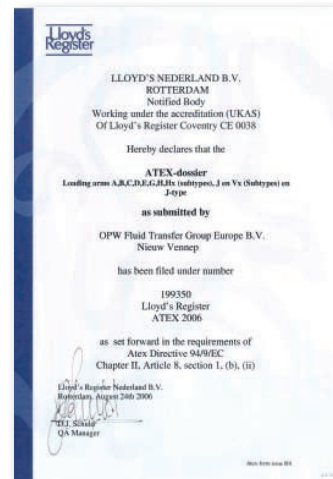 Lloyd's
Register
LLOYD'S NEDERLAND B.V.
ROTTERDAM
Notified Body
Working under the accreditation (UKAS)
Of Lloyd's Register Coventry CE 0038
Hereby declares that the
ATEX-dossier
Loading arms A,B,C,D,E,G,H,Hx (subtypes), J en Vx (Subtypes) en
J-type
as submitted by
OPW Fluid Transfer Group Europe B.V.
Nieuw Vennep
has been filed under number
199350
Lloyd's Register
ATEX 2006
as set forward in the requirements of
Atex Directive 94/9/EC
Chapter II, Article 8, section 1, (b), (ii)
Lloyd's Register Nederland B.V.
Rotterdam, August 24th 2006
D.J.
QA Manager